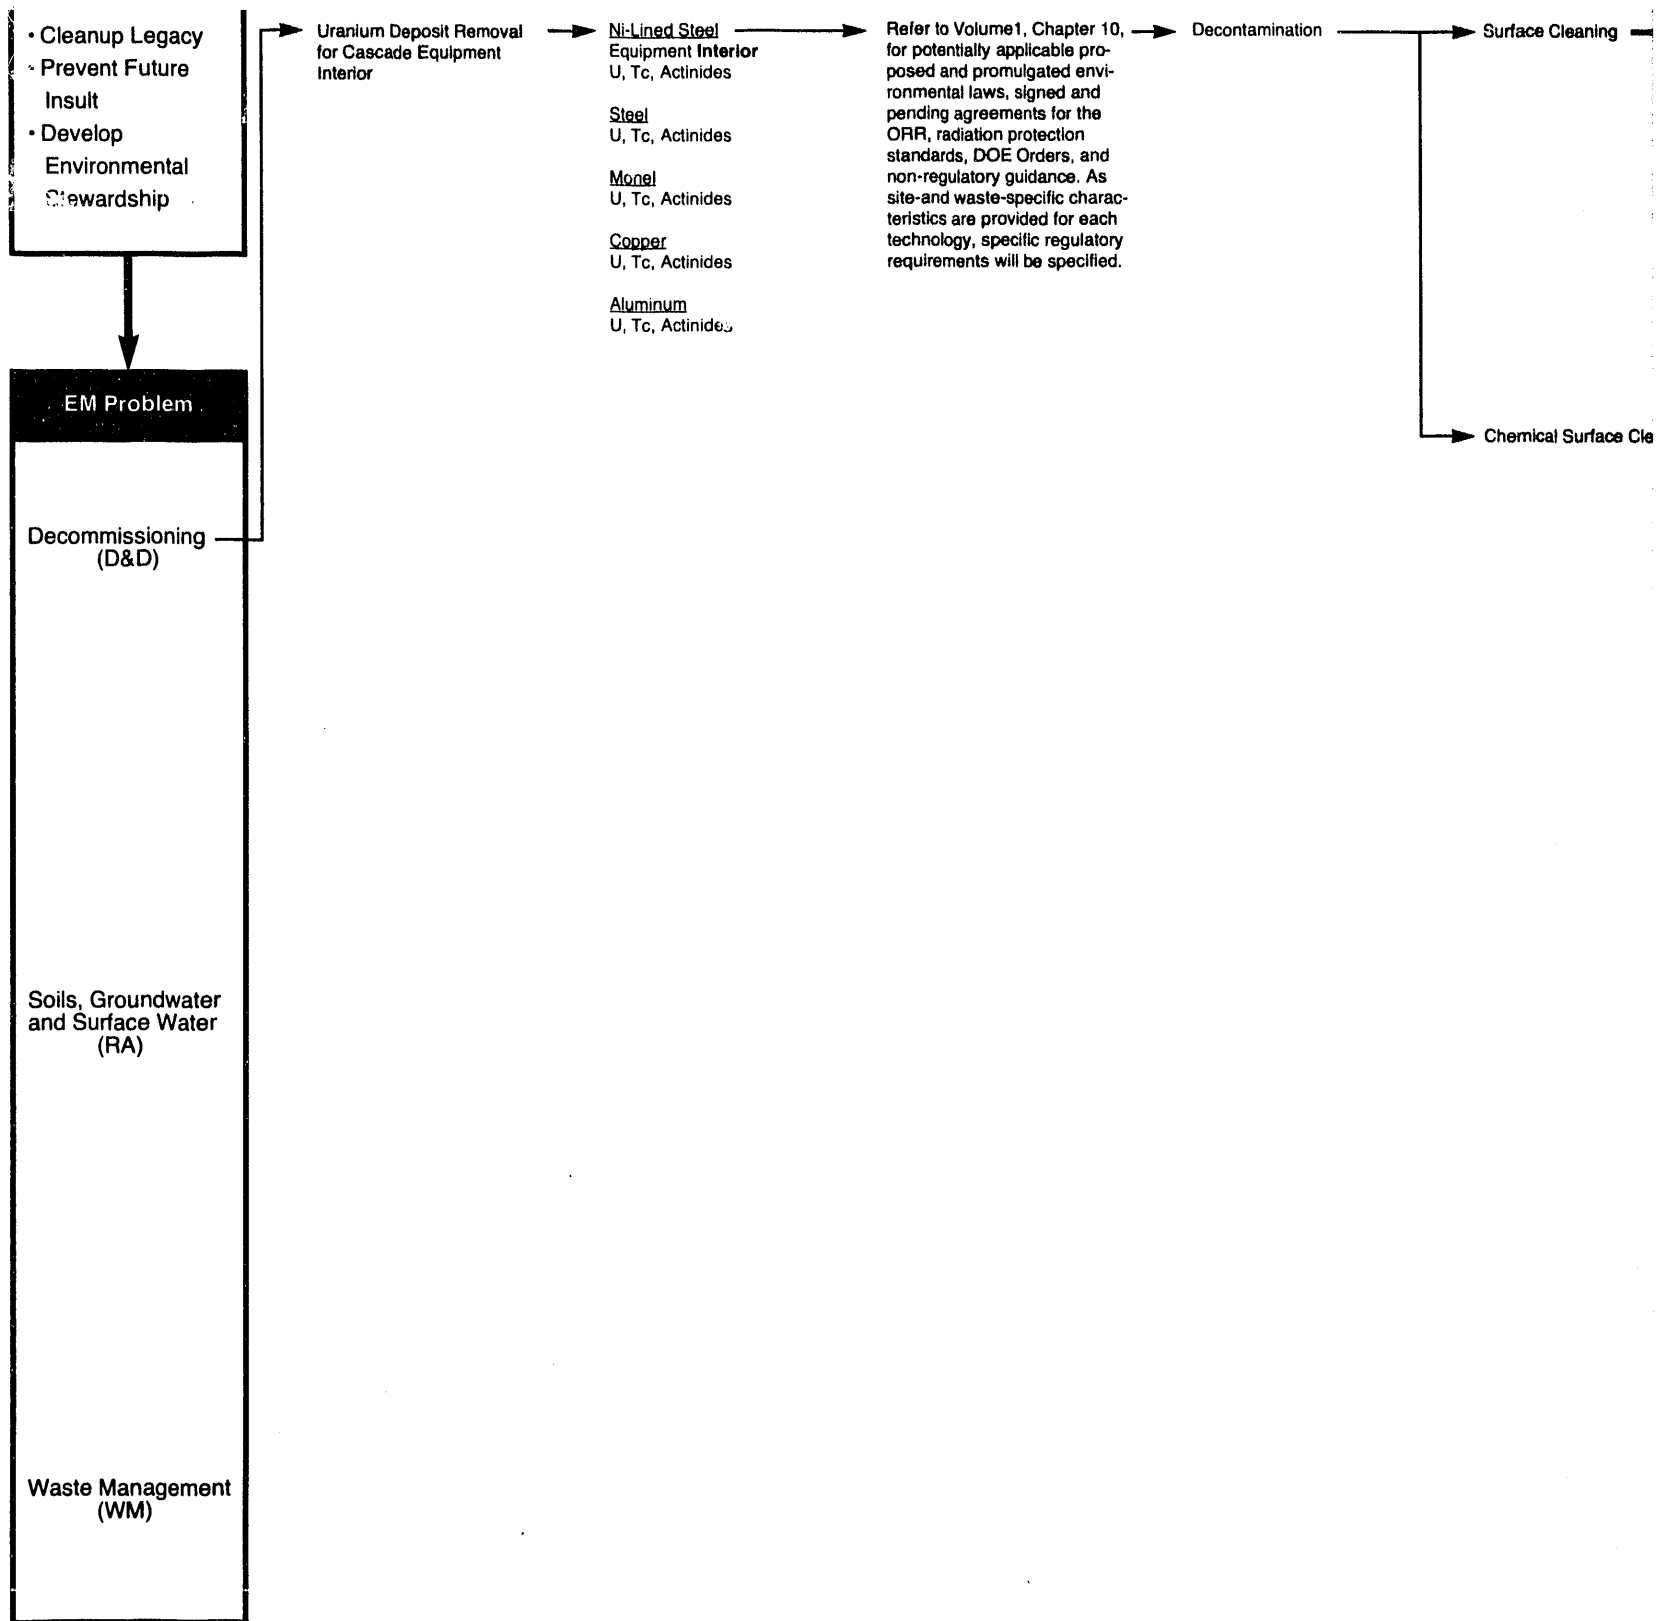 • Cleanup Legacy
• Prevent Future
Insult
• Develop
Environmental
Stewardship
EM Problem
Decommissioning
(D&D)
Soils, Groundwater
and Surface Water
(RA)
Waste Management
(WM)
Uranium Deposit Removal
for Cascade Equipment
Interior
Ni-Lined Steel
Equipment Interior
U, Tc, Actinides
Steel
U, Tc, Actinides
Monel
U, Tc, Actinides
Copper
U, Tc, Actinides
Aluminum
U, Tc, Actinides
Refer to Volume1, Chapter 10,
for potentially applicable pro-
posed and promulgated envi-
ronmental laws, signed and
pending agreements for the
ORR, radiation protection
standards, DOE Orders, and
non-regulatory guidance. As
site-and waste-specific charac-
teristics are provided for each
technology, specific regulatory
requirements will be specified.
Decontamination
Surface Cleaning
Chemical Surface Cle